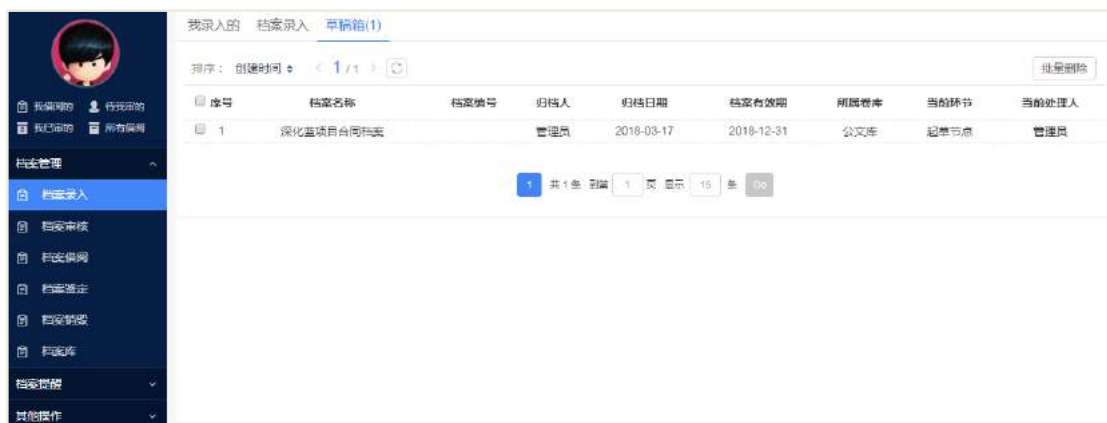 我录入的 档案录入 草稿箱(1)
排序： 创建时间 < 1 / 1 > 批量删除
我借阅的 待我审的
我已审的 所有借阅
序号 档案名称 档案编号 归档人 归档日期 档案有效期 所属卷库 当前环节 当前处理人
1 深化蓝项目合同档案 管理员 2018-03-17 2018-12-31 公文库 起草节点 管理员
档案管理
1 共1条 到第 1 页 显示 15 条 Go
档案录入
档案审核
档案借阅
档案鉴定
档案销毁
档案库
档案提醒
其他操作